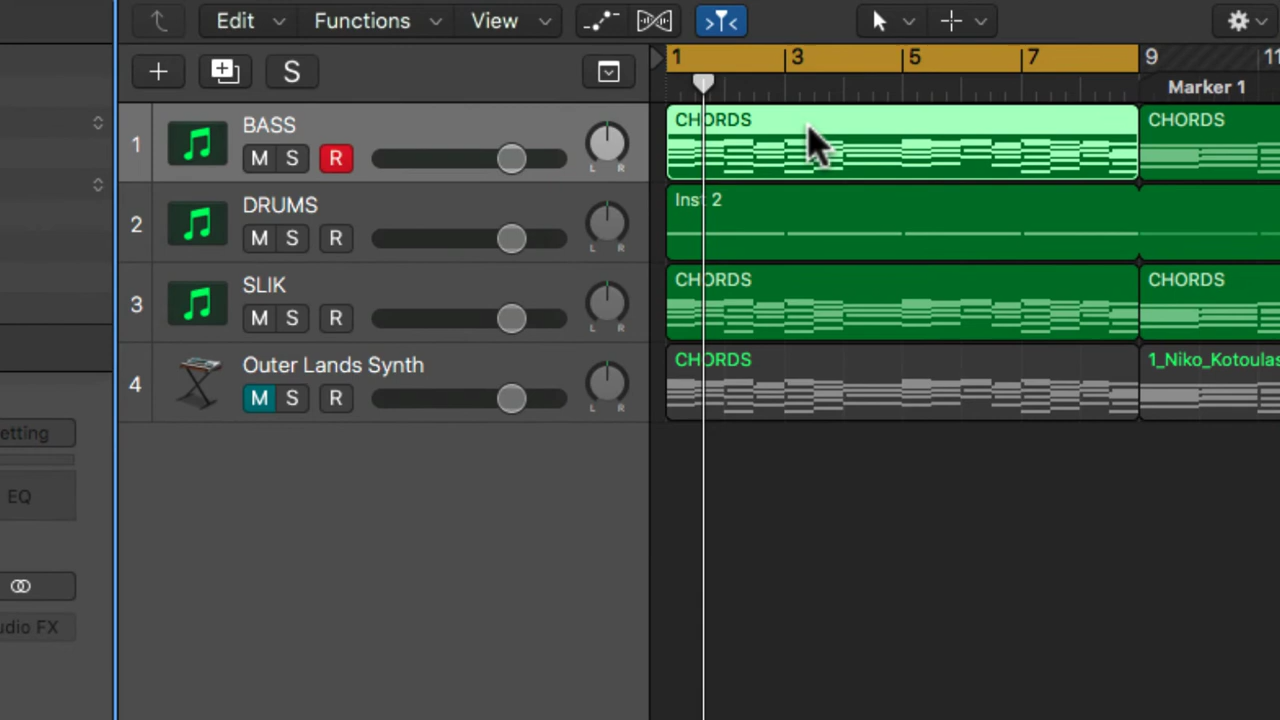 Edit Functions View
S
1 3 5 7 9 11
Marker 1
1 BASS
M S R
L R
CHORDS CHORDS
2 DRUMS
M S R
L R
Inst 2
3 SLIK
M S R
L R
CHORDS CHORDS
4 Outer Lands Synth
M S R
L R
CHORDS 1_Niko_Kotoulas
etting
EQ
udio FX